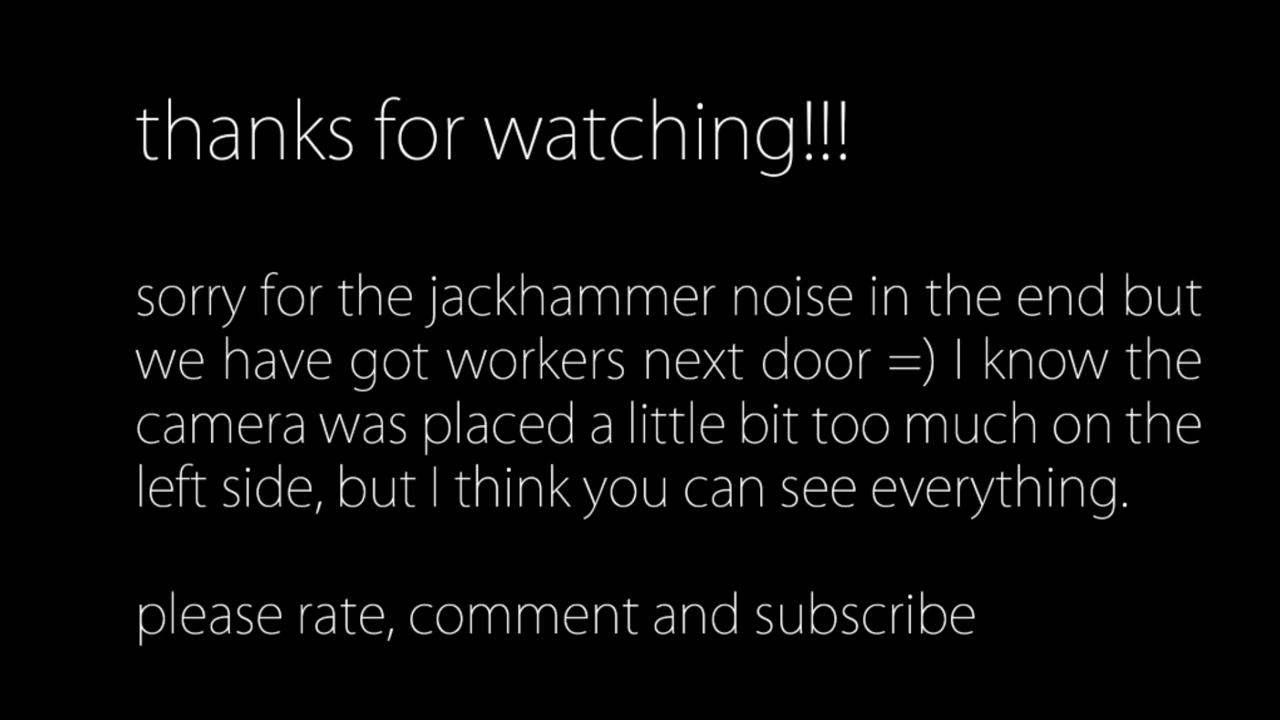 thanks for watching!!!
sorry for the jackhammer noise in the end but
we have got workers next door =) I know the
camera was placed a little bit too much on the
left side, but I think you can see everything.
please rate, comment and subscribe